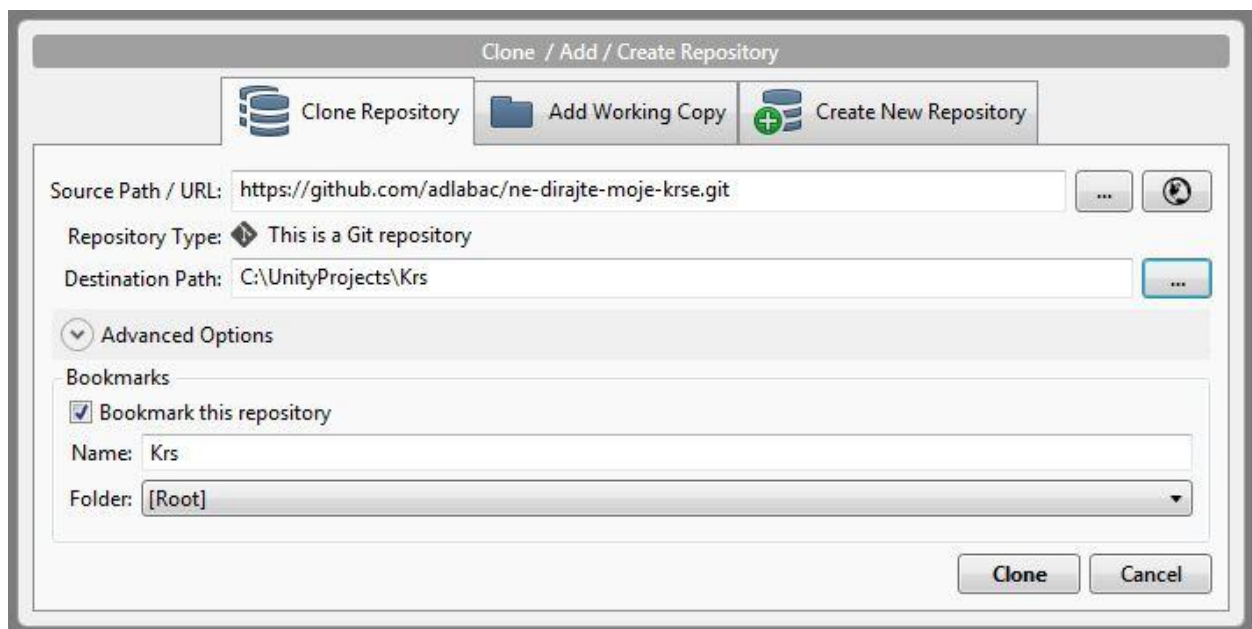 Clone / Add / Create Repository
Clone Repository
Add Working Copy
Create New Repository
Source Path / URL: https://github.com/adlabac/ne-dirajte-moje-krse.git ...
Repository Type: This is a Git repository
Destination Path: C:\UnityProjects\Krs ...
Advanced Options
Bookmarks
Bookmark this repository
Name: Krs
Folder: [Root]
Clone Cancel